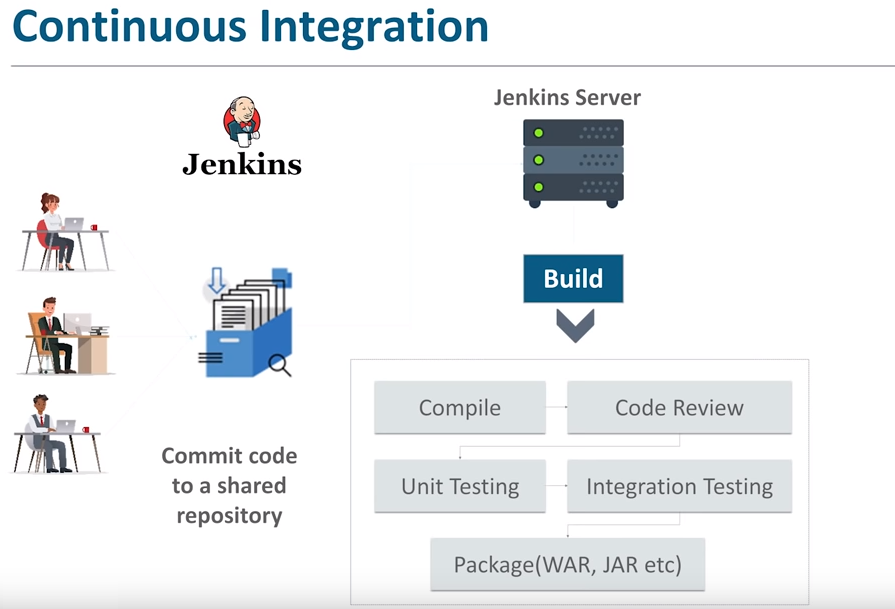 Continuous Integration
Jenkins Server
Jenkins
Build
Compile
Code Review
Unit Testing
Integration Testing
Package(WAR, JAR etc)
Commit code
to a shared
repository